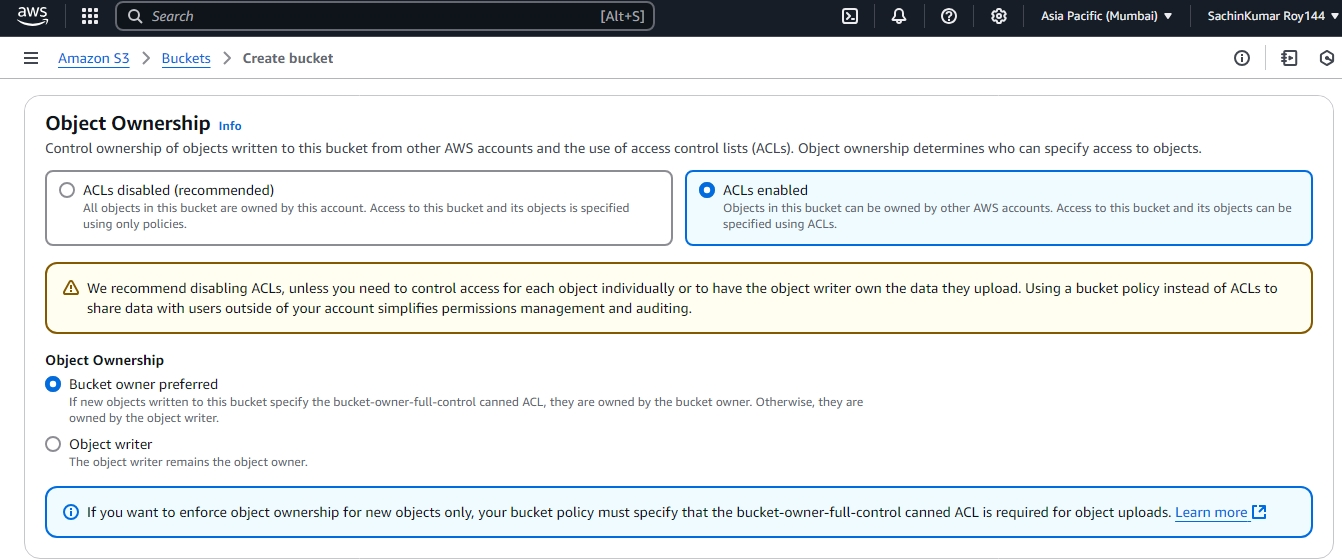 aws
Search
[Alt+S]
Asia Pacific (Mumbai)
SachinKumar Roy144
Amazon S3
Buckets
Create bucket
Object Ownership Info
Control ownership of objects written to this bucket from other AWS accounts and the use of access control lists (ACLs). Object ownership determines who can specify access to objects.
ACLs disabled (recommended)
All objects in this bucket are owned by this account. Access to this bucket and its objects is specified
using only policies.
ACLs enabled
Objects in this bucket can be owned by other AWS accounts. Access to this bucket and its objects can be
specified using ACLs.
We recommend disabling ACLs, unless you need to control access for each object individually or to have the object writer own the data they upload. Using a bucket policy instead of ACLs to
share data with users outside of your account simplifies permissions management and auditing.
Object Ownership
Bucket owner preferred
If new objects written to this bucket specify the bucket-owner-full-control canned ACL, they are owned by the bucket owner. Otherwise, they are
owned by the object writer.
Object writer
The object writer remains the object owner.
If you want to enforce object ownership for new objects only, your bucket policy must specify that the bucket-owner-full-control canned ACL is required for object uploads. Learn more